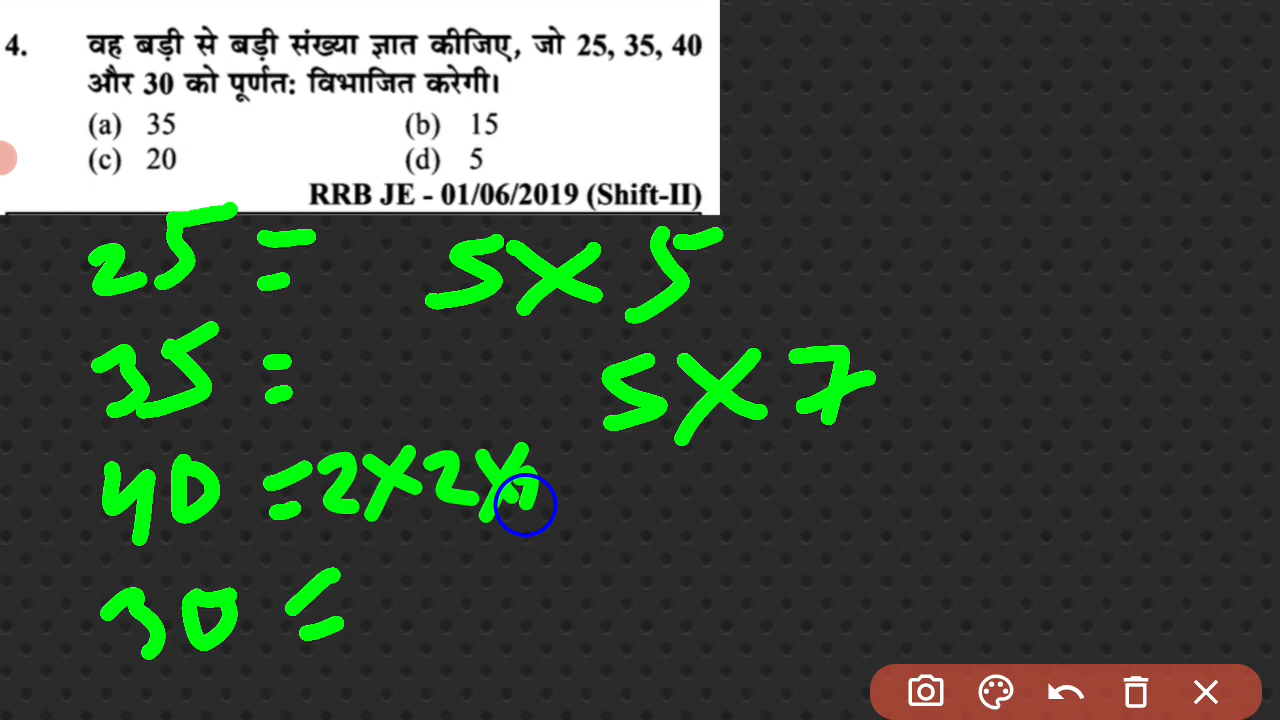 4. वह बड़ी से बड़ी संख्या ज्ञात कीजिए, जो 25, 35, 40
और 30 को पूर्णत: विभाजित करेगी।
(a) 35 (b) 15
(c) 20 (d) 5
RRB JE - 01/06/2019 (Shift-II)
25 = 5 X 5
35 = 5 X 7
40 = 2 X 2 X
30 =